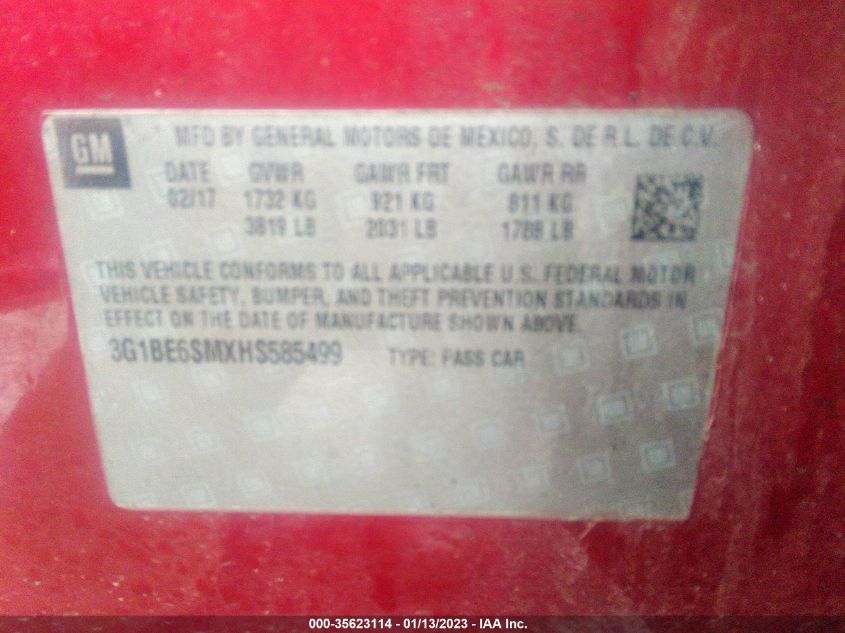 GM
MFD BY GENERAL MOTORS DE MEXICO, S. DE R.L. DE C.V.
DATE GVWR GAWR FRT GAWR RR
02/17 1732 KG 921 KG 811 KG
3819 LB 2031 LB 1788 LB
THIS VEHICLE CONFORMS TO ALL APPLICABLE U.S. FEDERAL MOTOR
VEHICLE SAFETY, BUMPER, AND THEFT PREVENTION STANDARDS IN
EFFECT ON THE DATE OF MANUFACTURE SHOWN ABOVE.
3G1BE6SMXHS585499 TYPE: PASS CAR
000-35623114 - 01/13/2023 - IAA Inc.